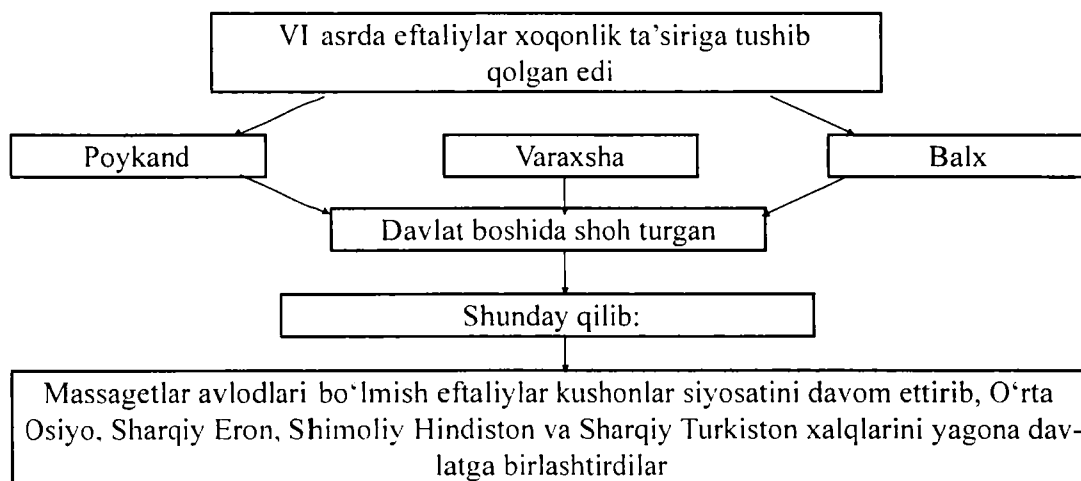 VI asrda eftaliylar xoqonlik ta’siriga tushib
qolgan edi
Poykand
Varaxsha
Balx
Davlat boshida shoh turgan
Shunday qilib:
Massagetlar avlodlari bo‘lmish eftaliylar kushonlar siyosatini davom ettirib, O‘rta
Osiyo, Sharqiy Eron, Shimoliy Hindiston va Sharqiy Turkiston xalqlarini yagona dav-
latga birlashtirdilar